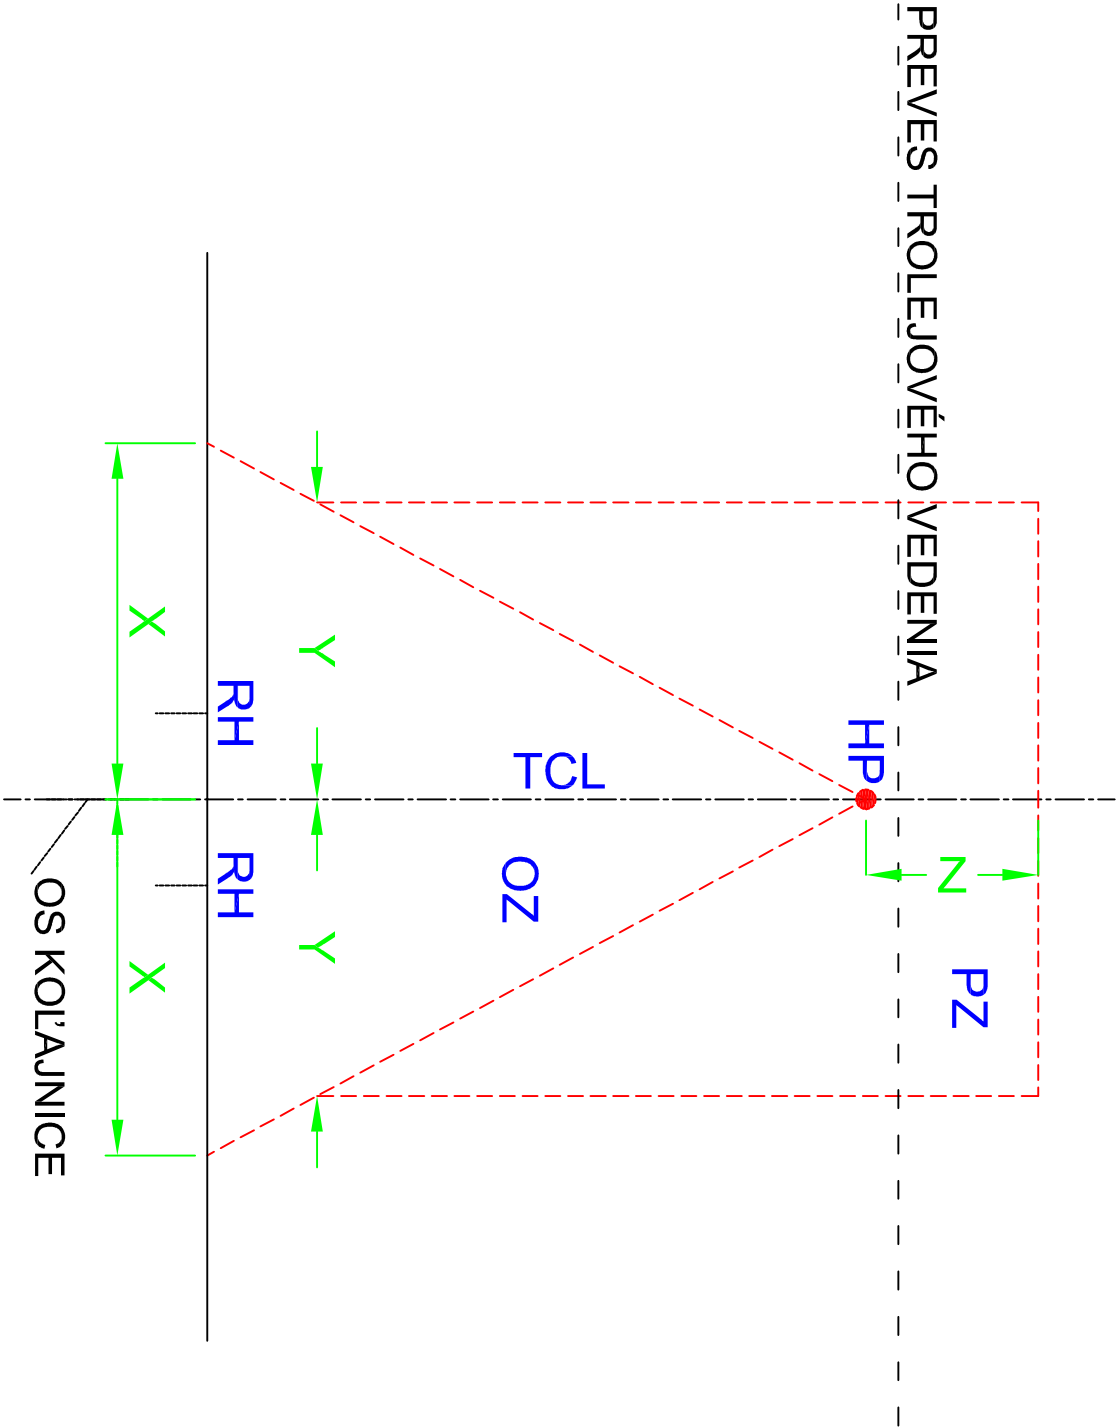 PREVES TROLEJOVÉHO VEDENIA
Z
PZ
HP
TCL
OZ
Y
Y
RH
RH
X
X
OS KOĽAJNICE